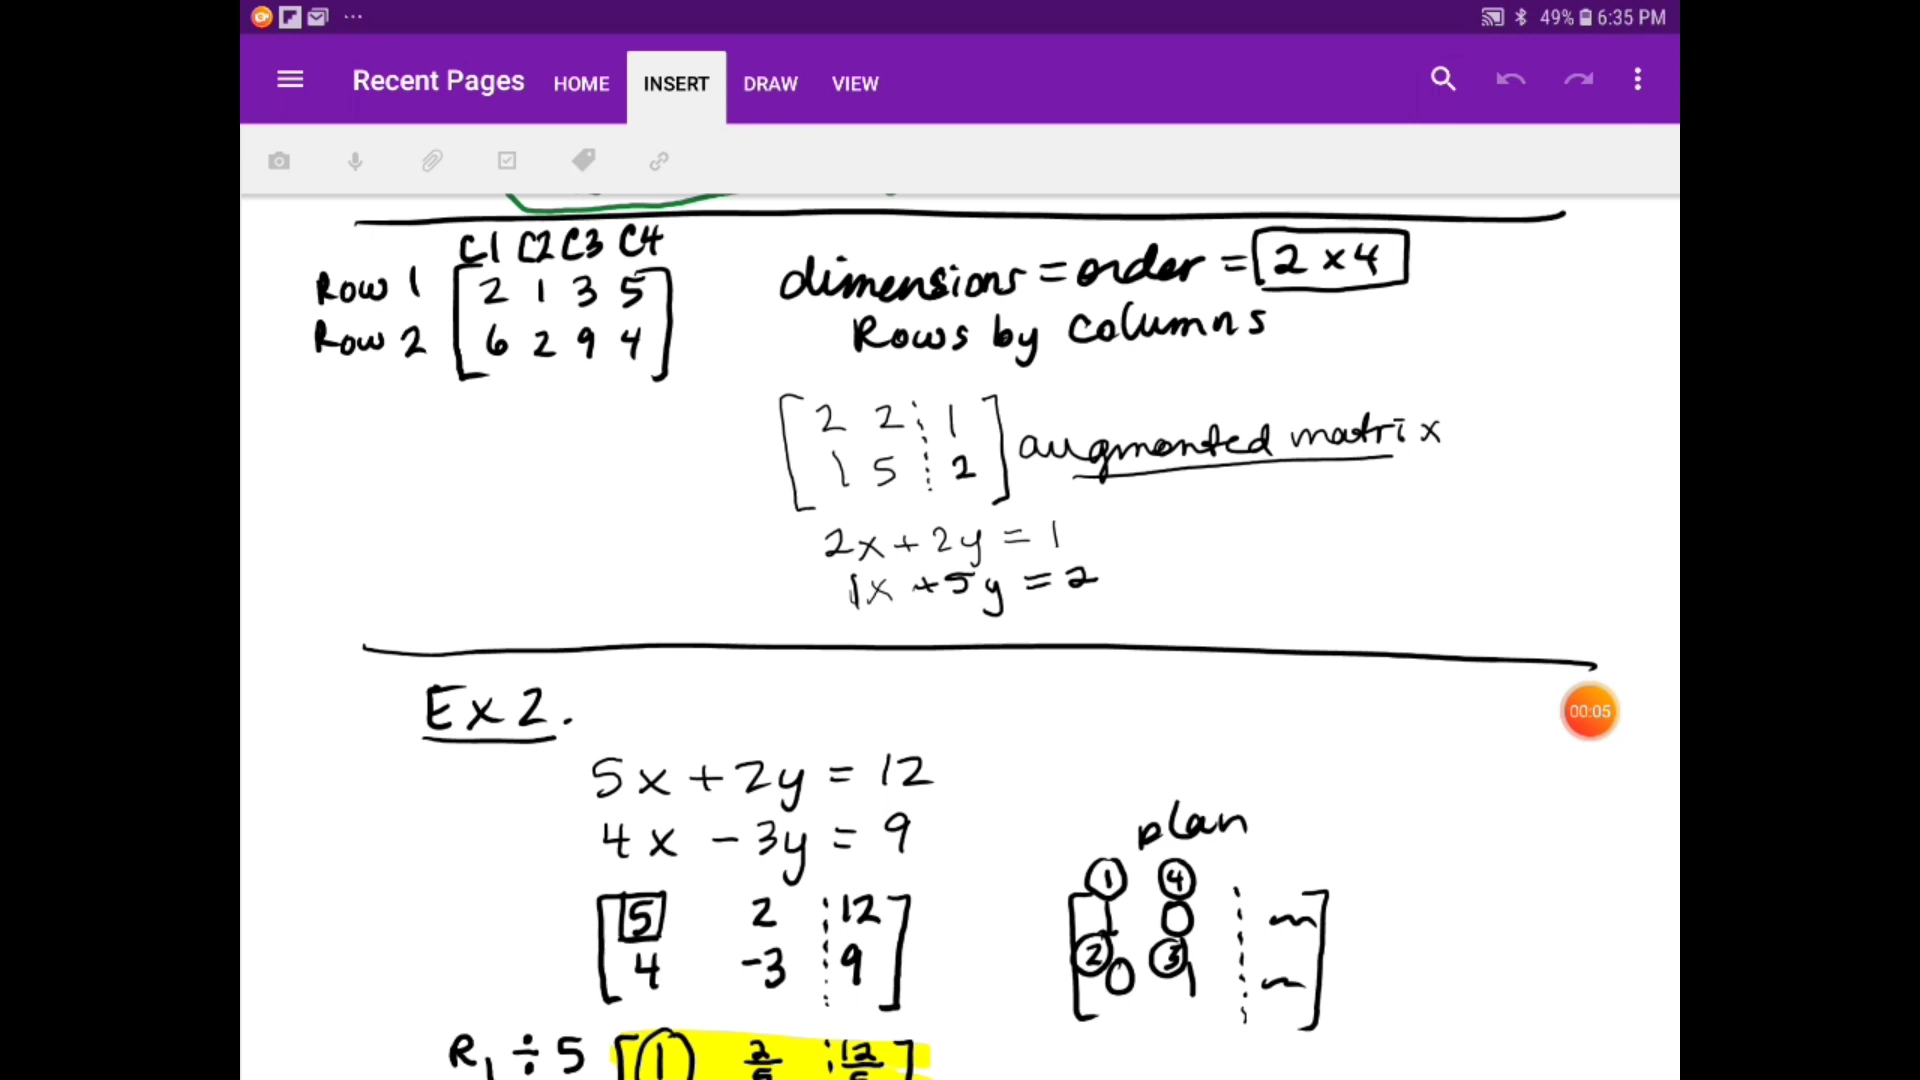 49% 6:35 PM
Recent Pages HOME INSERT DRAW VIEW
C1 C2 C3 C4
Row 1 [2 1 3 5]
Row 2 [6 2 9 4]
dimensions = order = 2 x 4
Rows by columns
[2 2 ⋮ 1]
[1 5 ⋮ 2]
augmented matrix
2x + 2y = 1
1x + 5y = 2
Ex 2.
00:05
5x + 2y = 12
4x - 3y = 9
[5 2 ⋮ 12]
[4 -3 ⋮ 9]
plan
① ④
[1 0 ⋮ ~]
② ③
[0 1 ⋮ ~]
R₁ ÷ 5 [1 2/5 ⋮ 12/5]